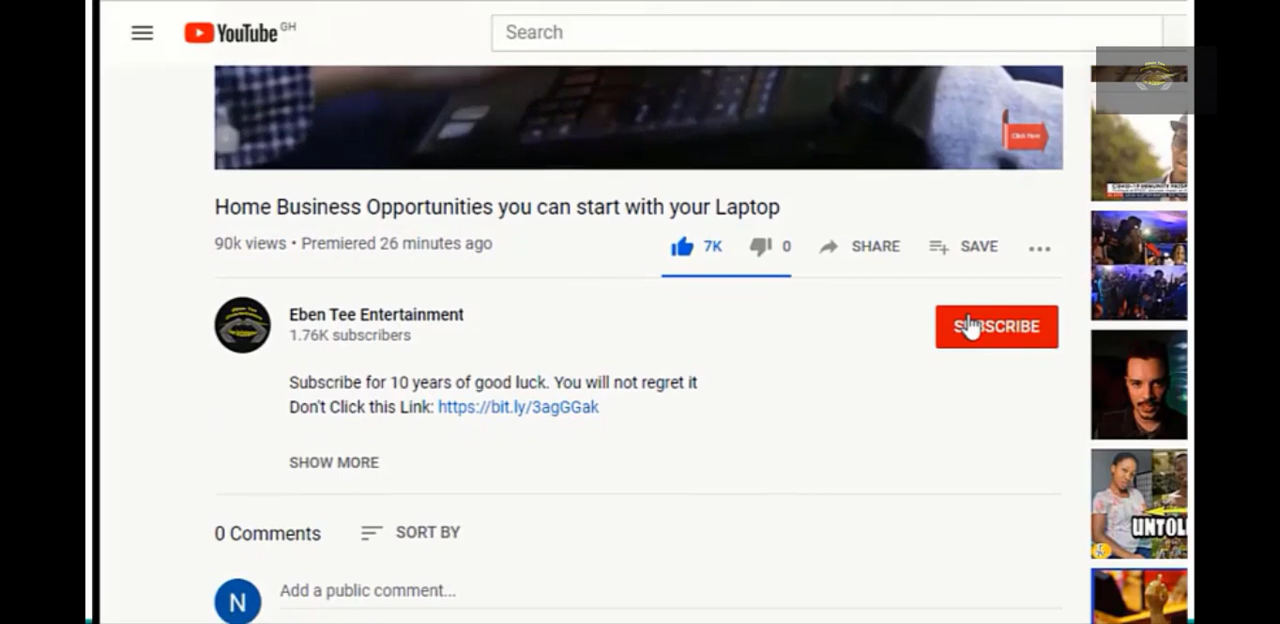 YouTube GH
Search
Click Here
Home Business Opportunities you can start with your Laptop
90k views • Premiered 26 minutes ago
7K
0
SHARE
SAVE
Eben Tee Entertainment
1.76K subscribers
SUBSCRIBE
Subscribe for 10 years of good luck. You will not regret it
Don't Click this Link: https://bit.ly/3agGGak
SHOW MORE
0 Comments
SORT BY
N
Add a public comment...
UNTOL